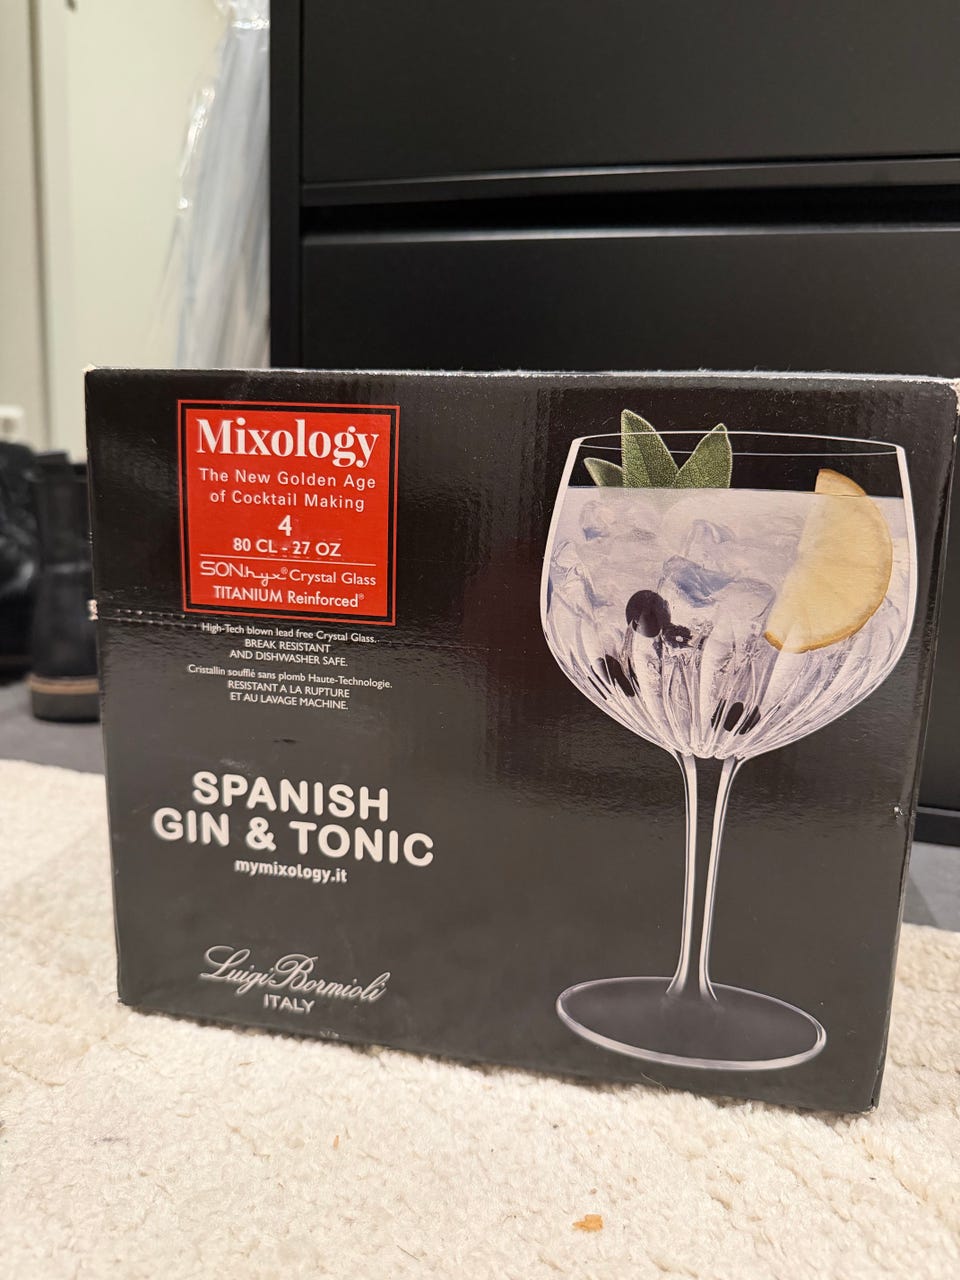 Mixology
The New Golden Age
of Cocktail Making
4
80 CL - 27 OZ
SON.hyx® Crystal Glass
TITANIUM Reinforced®
High-Tech blown lead free Crystal Glass.
BREAK RESISTANT
AND DISHWASHER SAFE.
Cristallin soufflé sans plomb Haute-Technologie.
RESISTANT A LA RUPTURE
ET AU LAVAGE MACHINE.
SPANISH
GIN & TONIC
mymixology.it
Luigi Bormioli
ITALY